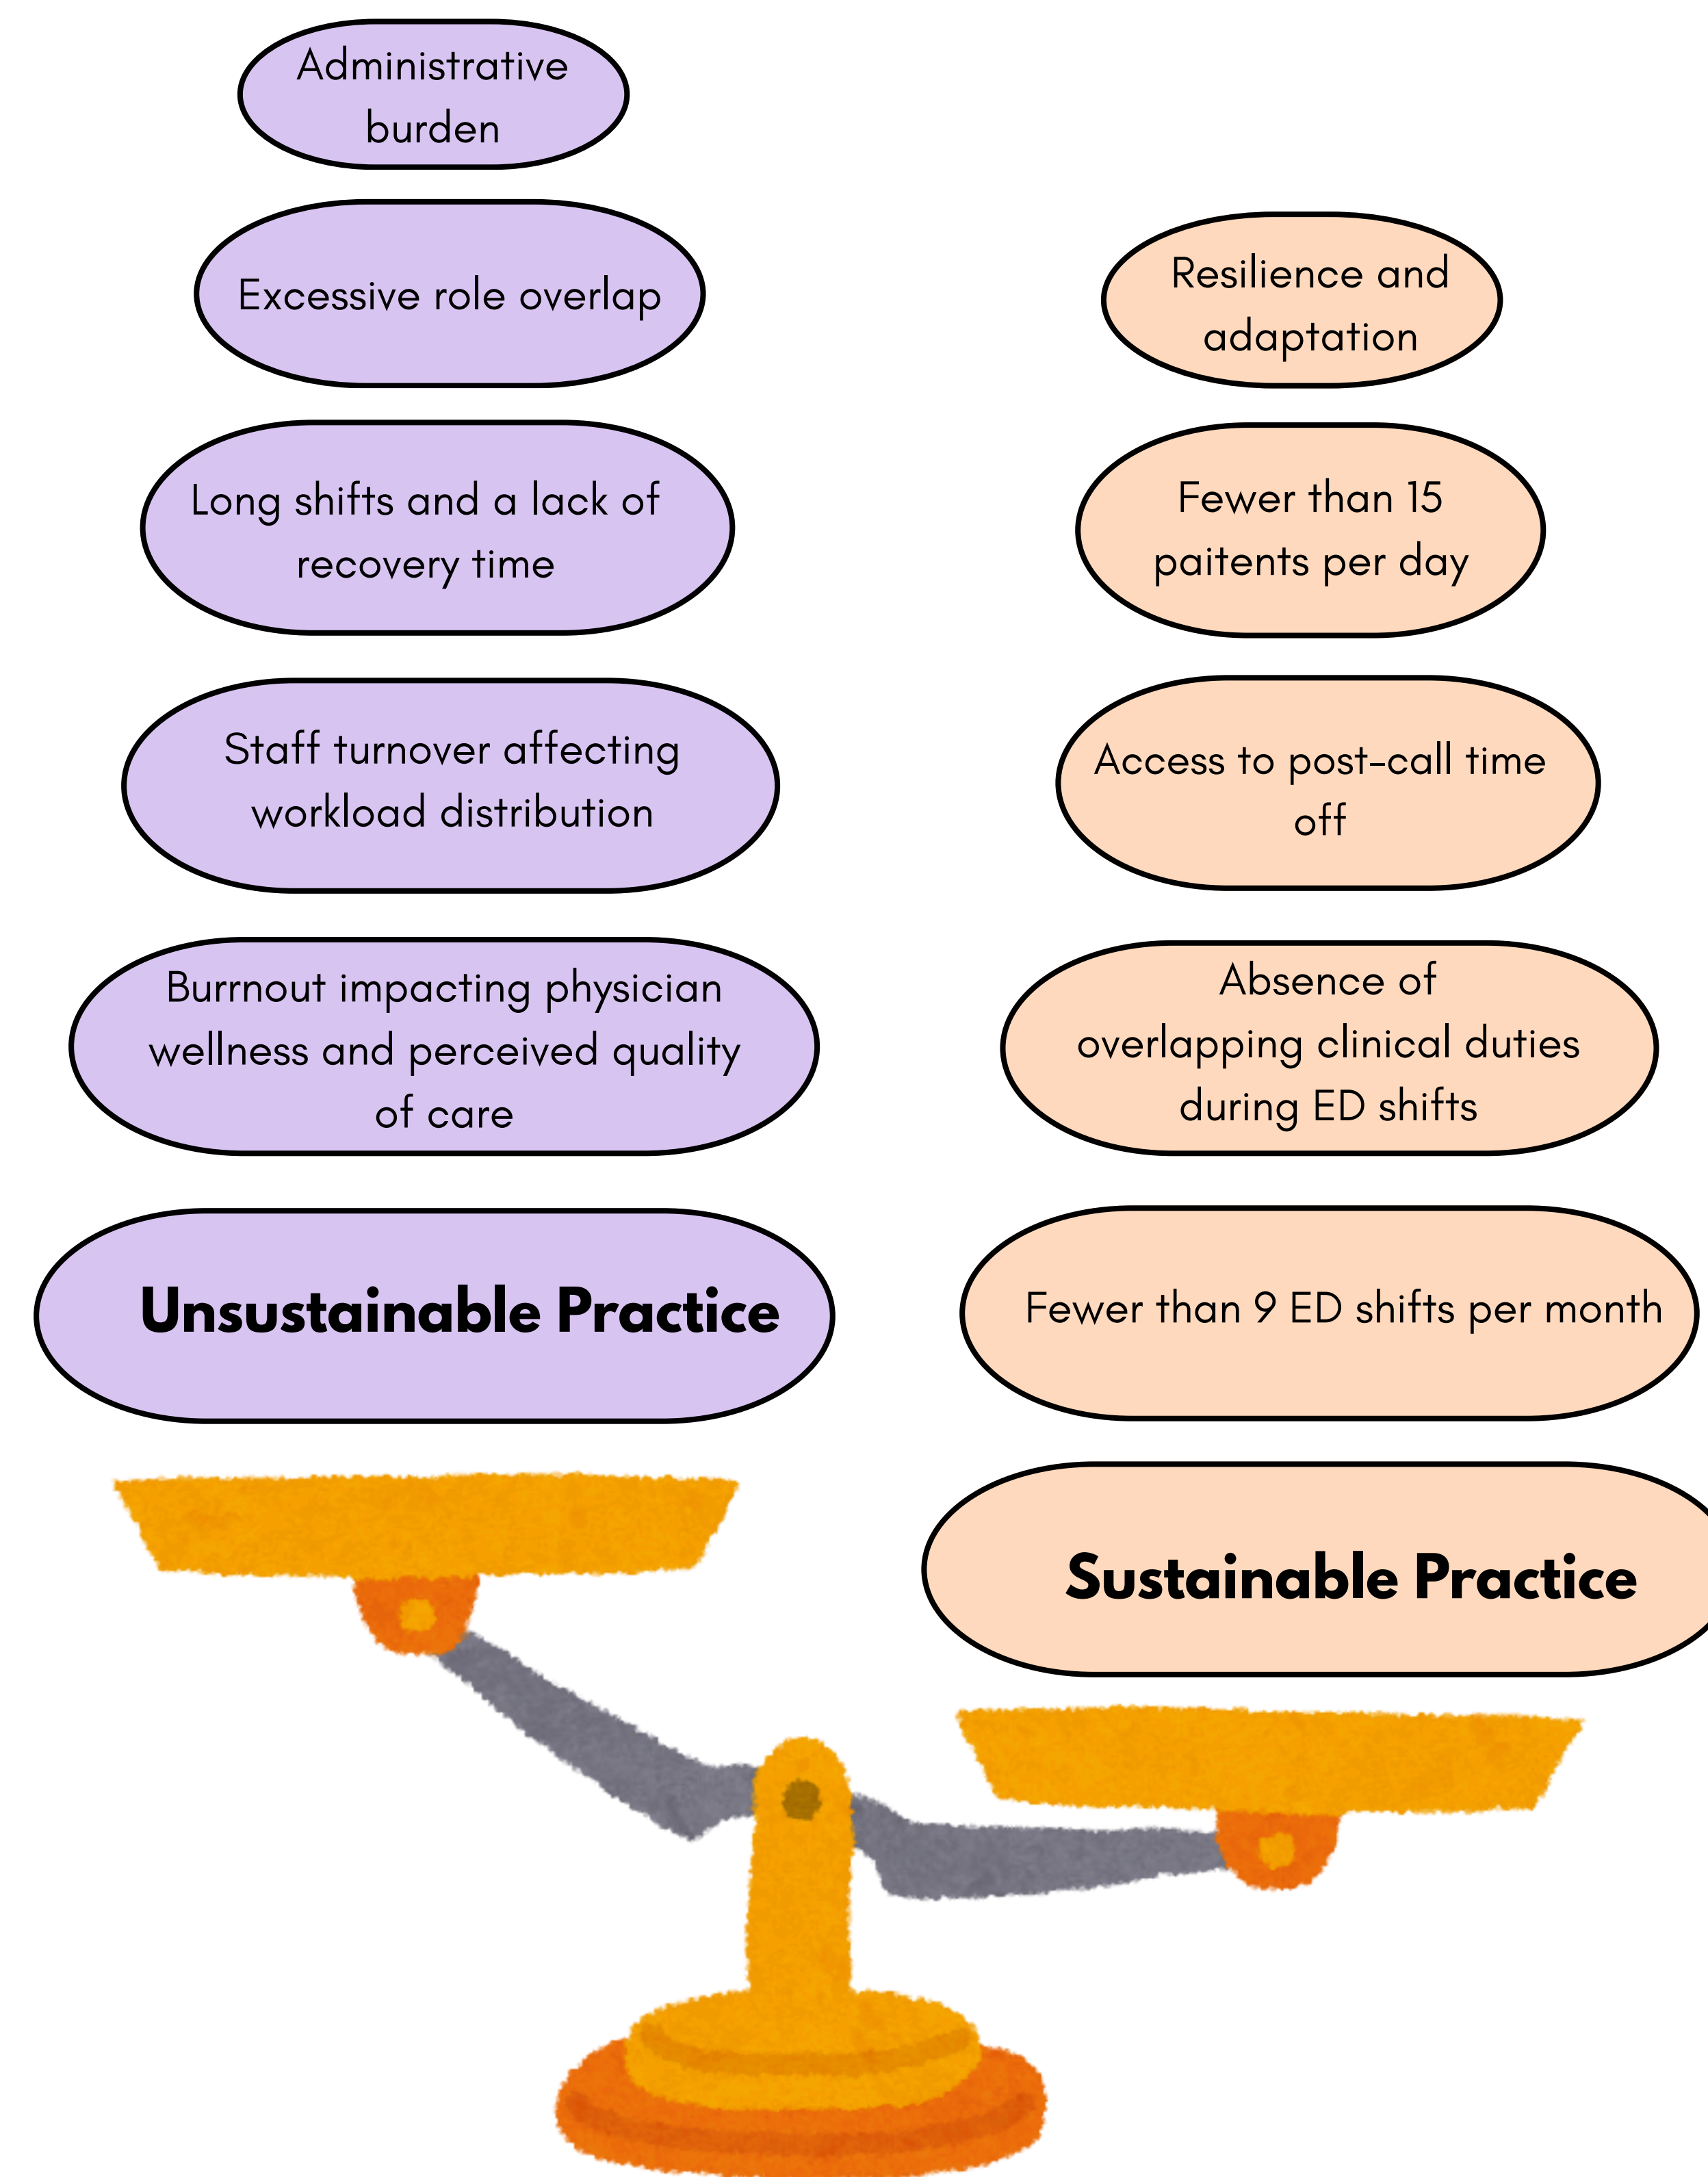 Administrative
burden
Excessive role overlap
Long shifts and a lack of
recovery time
Staff turnover affecting
workload distribution
Burrnout impacting physician
wellness and perceived quality
of care
Unsustainable Practice
Resilience and
adaptation
Fewer than 15
paitents per day
Access to post-call time
off
Absence of
overlapping clinical duties
during ED shifts
Fewer than 9 ED shifts per month
Sustainable Practice